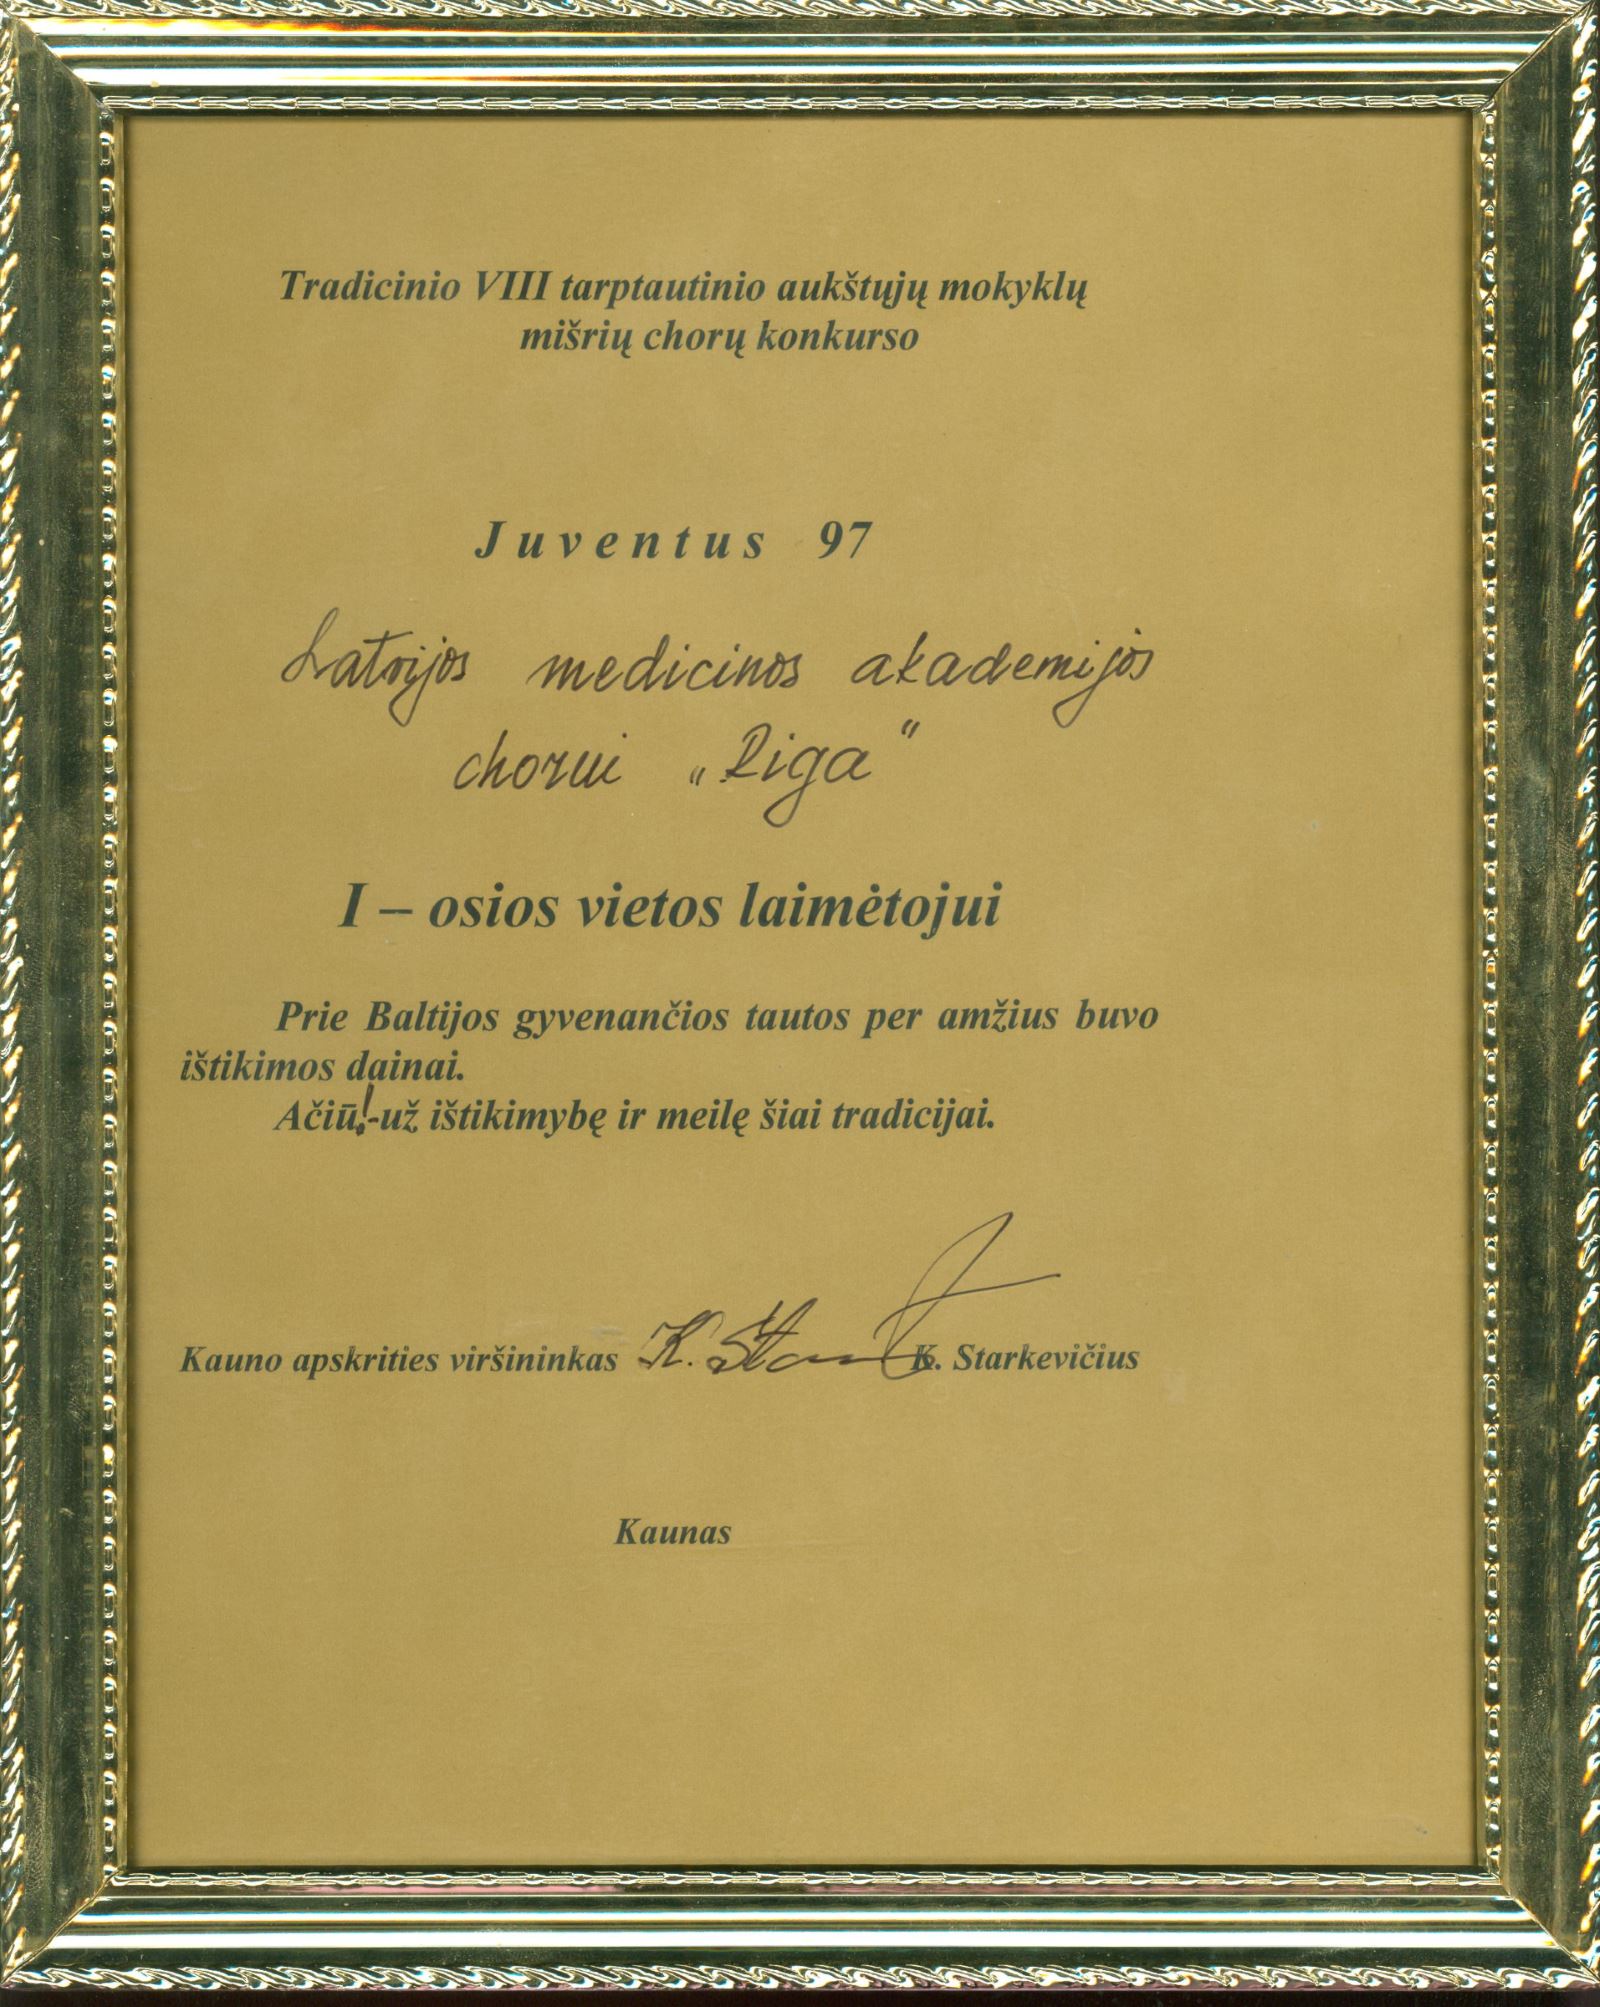 Tradicinio VIII tarptautinio aukštųjų mokyklų
mišrių chorų konkurso
Juventus 97
Latvijos medicinos akademijos
chorui „Riga“
I – osios vietos laimėtojui
Prie Baltijos gyvenančios tautos per amžius buvo
ištikimos dainai.
Ačiū!-už ištikimybę ir meilę šiai tradicijai.
Kauno apskrities viršininkas K. Starkevičius
Kaunas